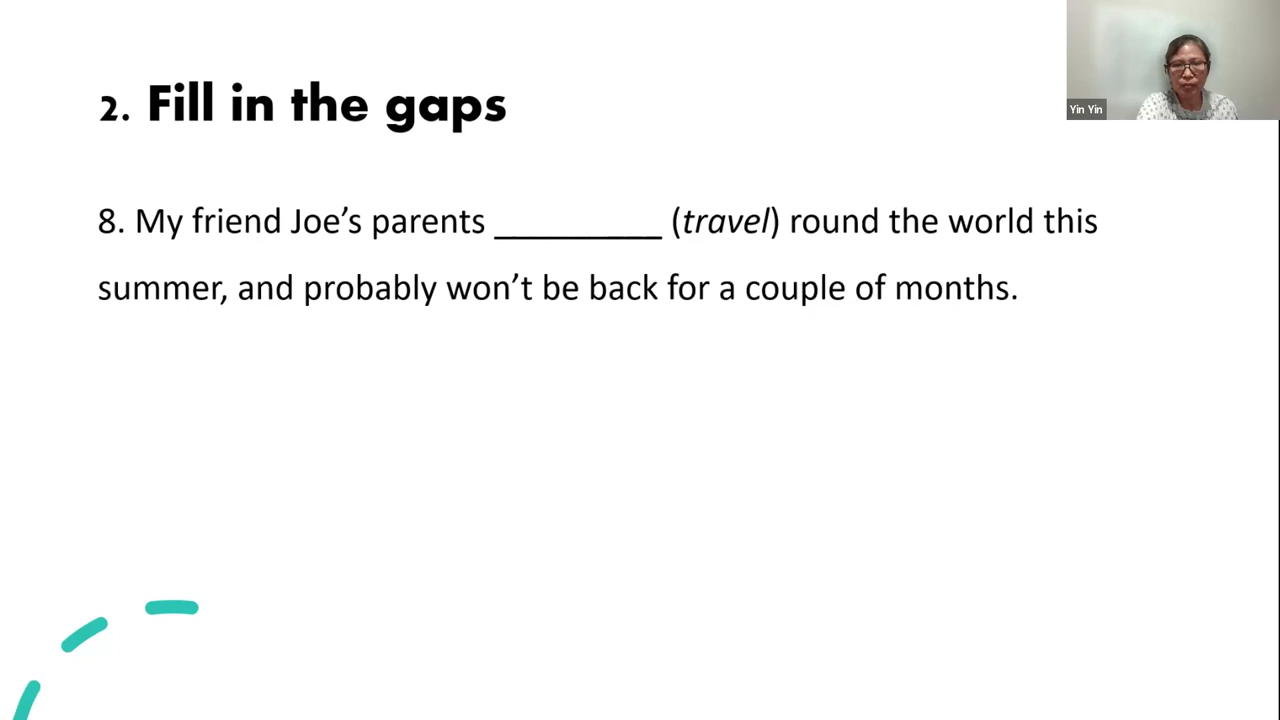 2. Fill in the gaps
Yin Yin
8. My friend Joe’s parents _________ (travel) round the world this
summer, and probably won’t be back for a couple of months.